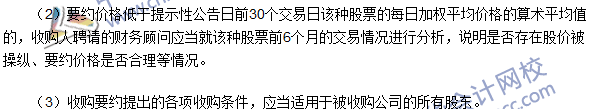 （2）要约价格低于提示性公告日前30个交易日该种股票的每日加权平均价格的算术平均值
的，收购人聘请的财务顾问应当就该种股票前6个月的交易情况进行分析，说明是否存在股价被
操纵、要约价格是否合理等情况。
（3）收购要约提出的各项收购条件，应当适用于被收购公司的所有股东。